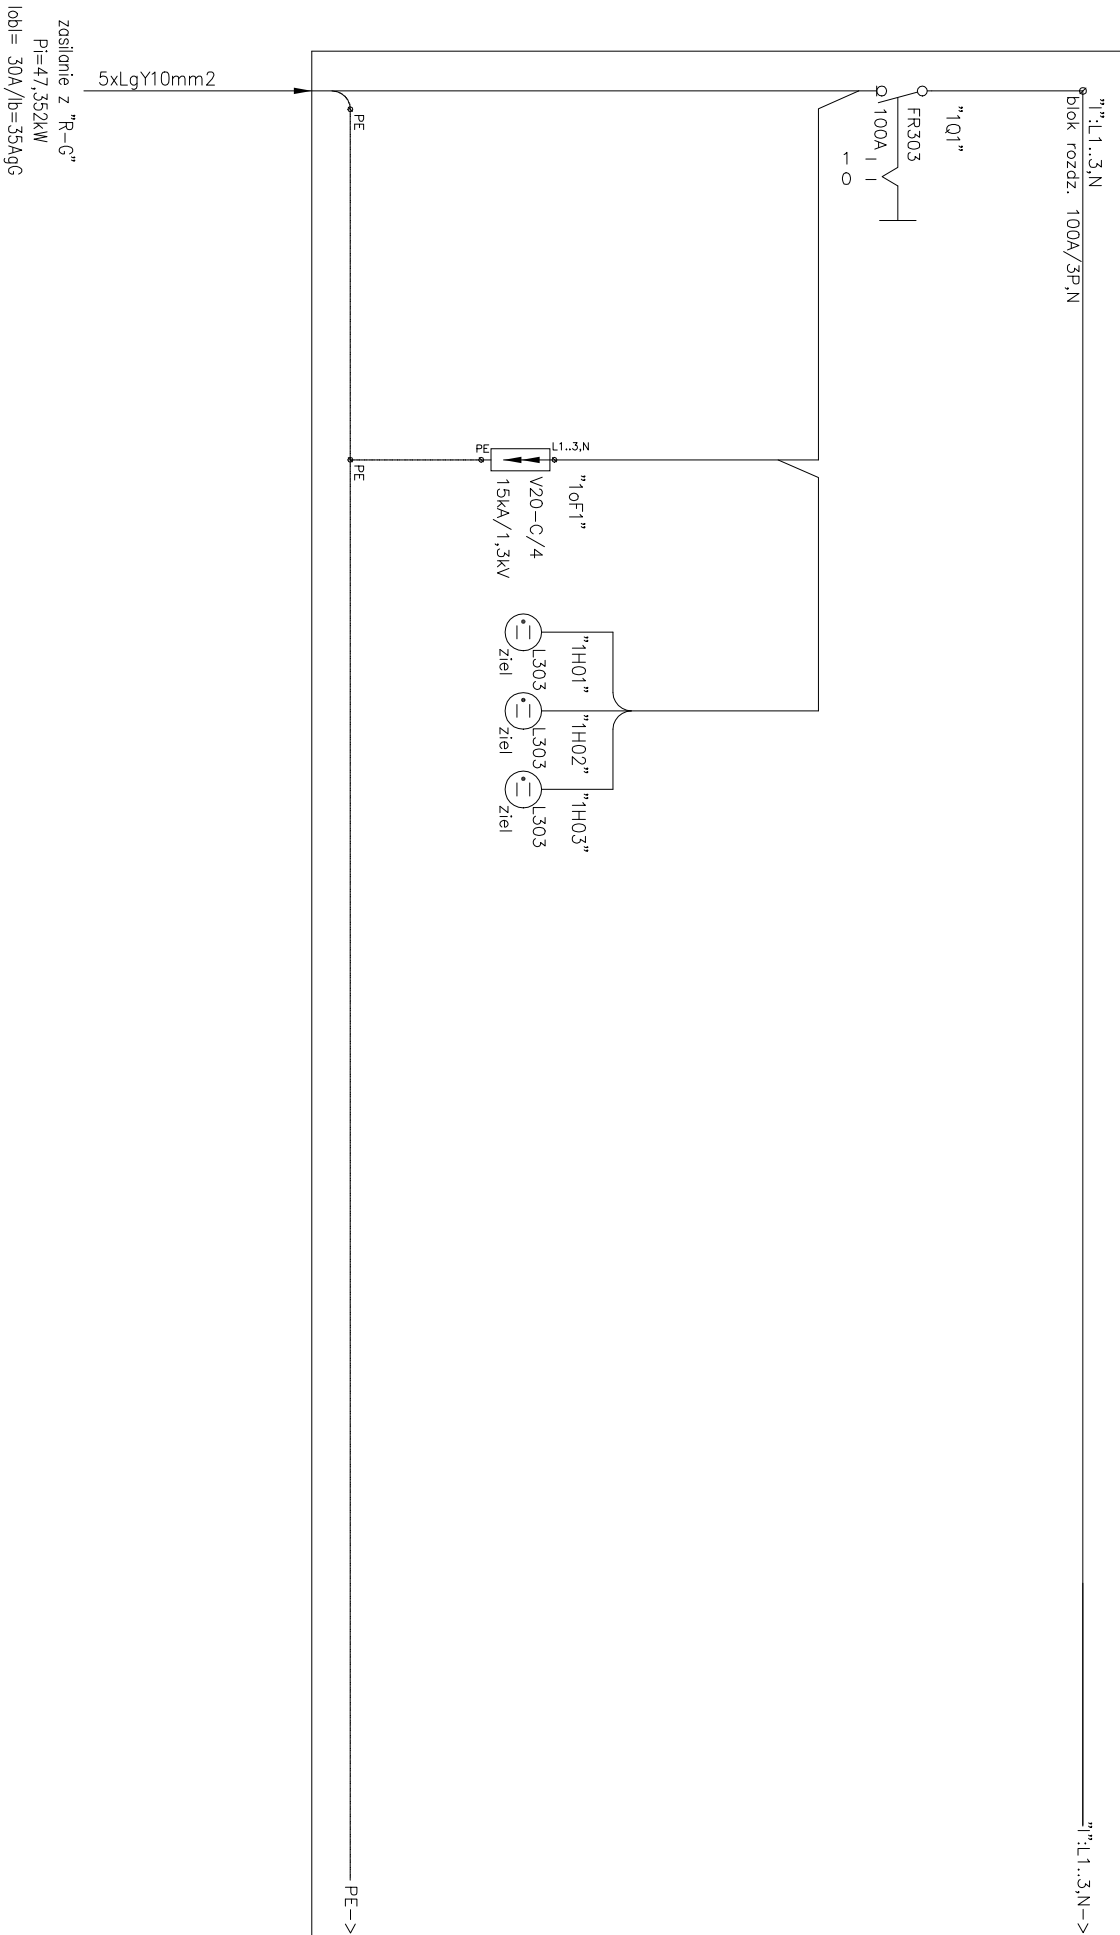 "I":L1..3,N
blok rozdz. 100A/3P,N
"I":L1..3,N->
"1Q1"
FR303
100A
1
0
"1oF1"
L1..3,N
PE
V20-C/4
15kA/1,3kV
"1H01"
L303
ziel
"1H02"
L303
ziel
"1H03"
L303
ziel
PE
PE
PE->
5xLgY10mm2
zasilanie z "R-G"
Pi=47,352kW
Iobl= 30A/Ib=35AgG